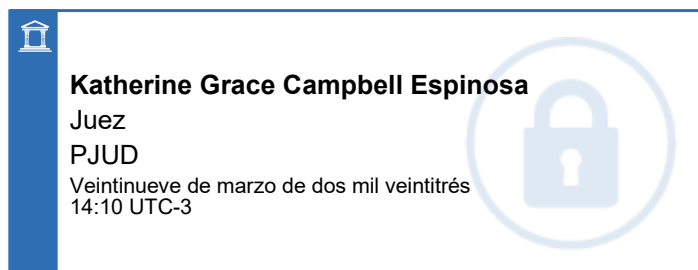 Katherine Grace Campbell Espinosa
Juez
PJUD
Veintinueve de marzo de dos mil veintitrés
14:10 UTC-3